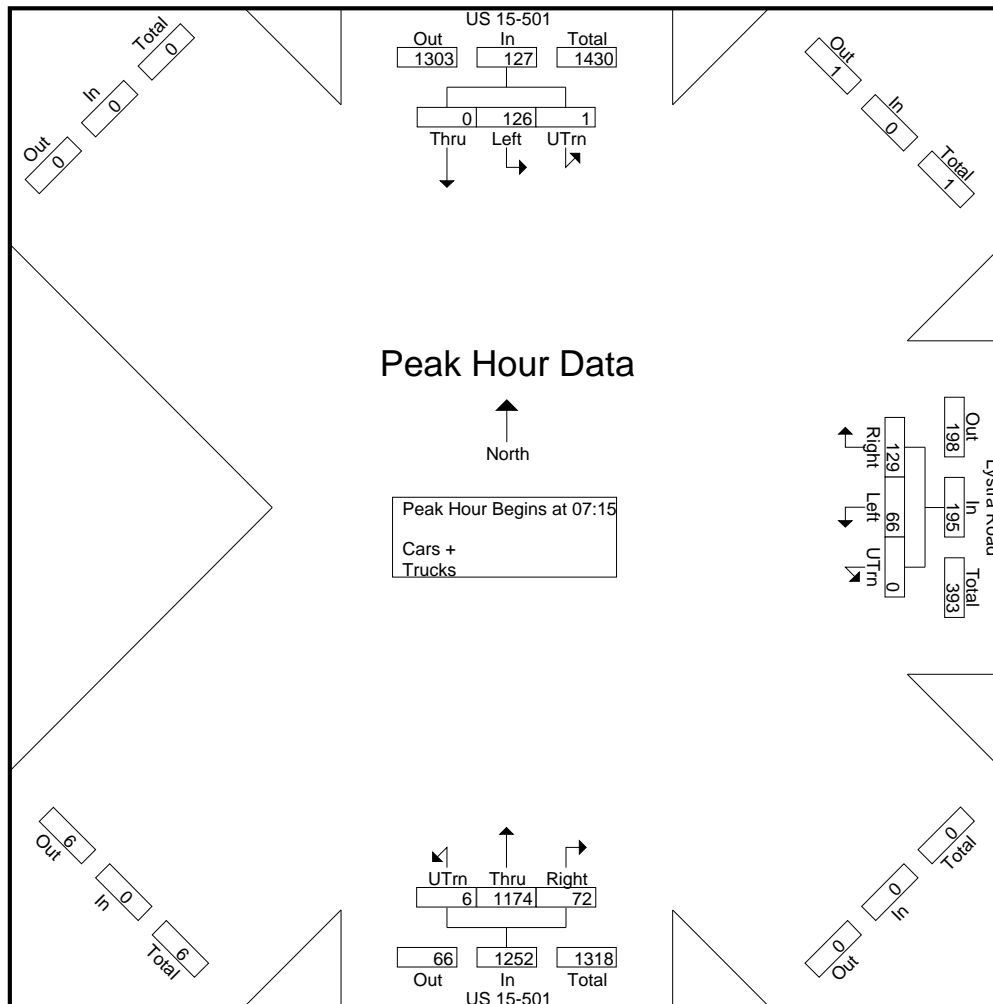 US 15-501
Out In Total
1303 127 1430
0 126 1
Thru Left UTrn
Total
0
In
0
Out
0
Out
1
In
0
Total
1
Peak Hour Data
North
Peak Hour Begins at 07:15
Cars +
Trucks
Lystra Road
Out In Total
198 195 393
129 66 0
Right Left UTrn
6
Out
0
In
6
Total
0
Total
0
In
0
Out
UTrn Thru Right
6 1174 72
66 1252 1318
Out In Total
US 15-501